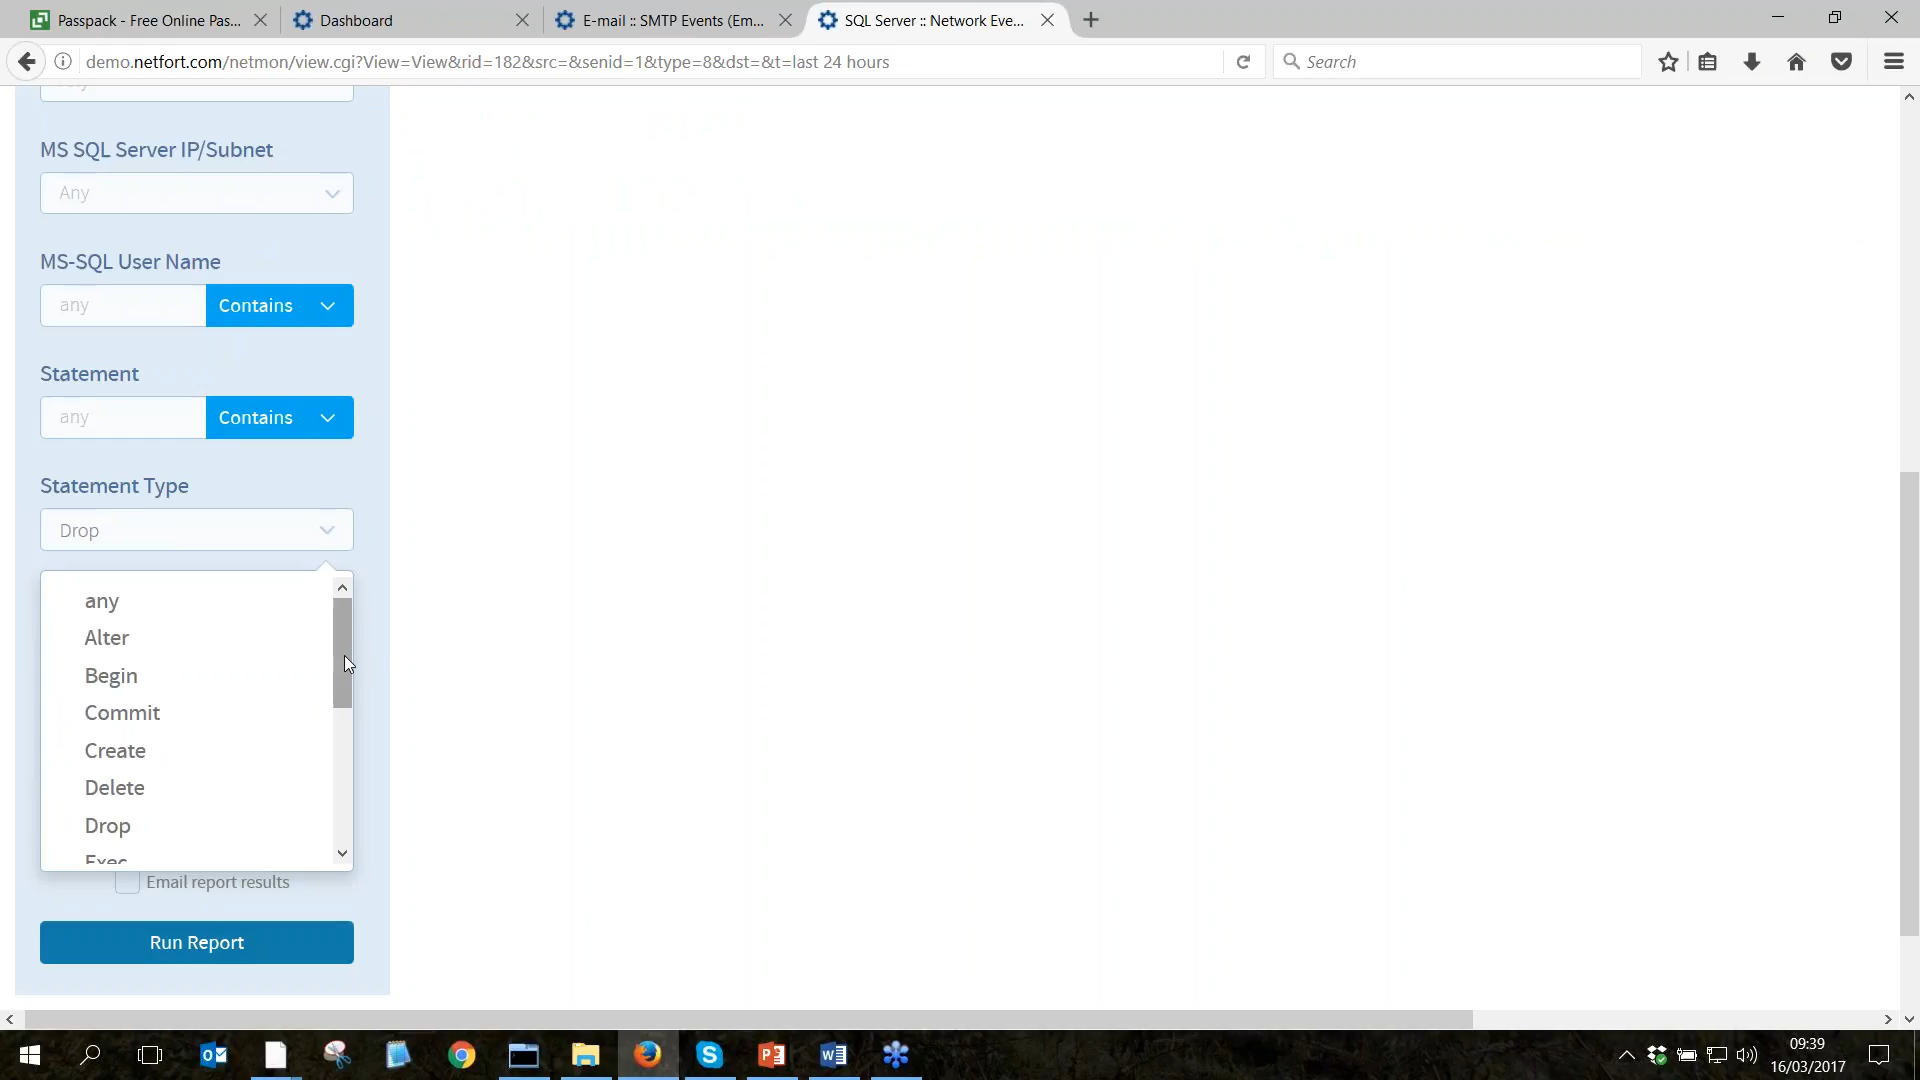 Passpack - Free Online Pas...
Dashboard
E-mail :: SMTP Events (Em...
SQL Server :: Network Eve...
demo.netfort.com/netmon/view.cgi?View=View&rid=182&src=&senid=1&type=8&dst=&t=last 24 hours
Search
MS SQL Server IP/Subnet
Any
MS-SQL User Name
any Contains
Statement
any Contains
Statement Type
Drop
any
Alter
Begin
Commit
Create
Delete
Drop
Exec
Email report results
Run Report
09:39
16/03/2017